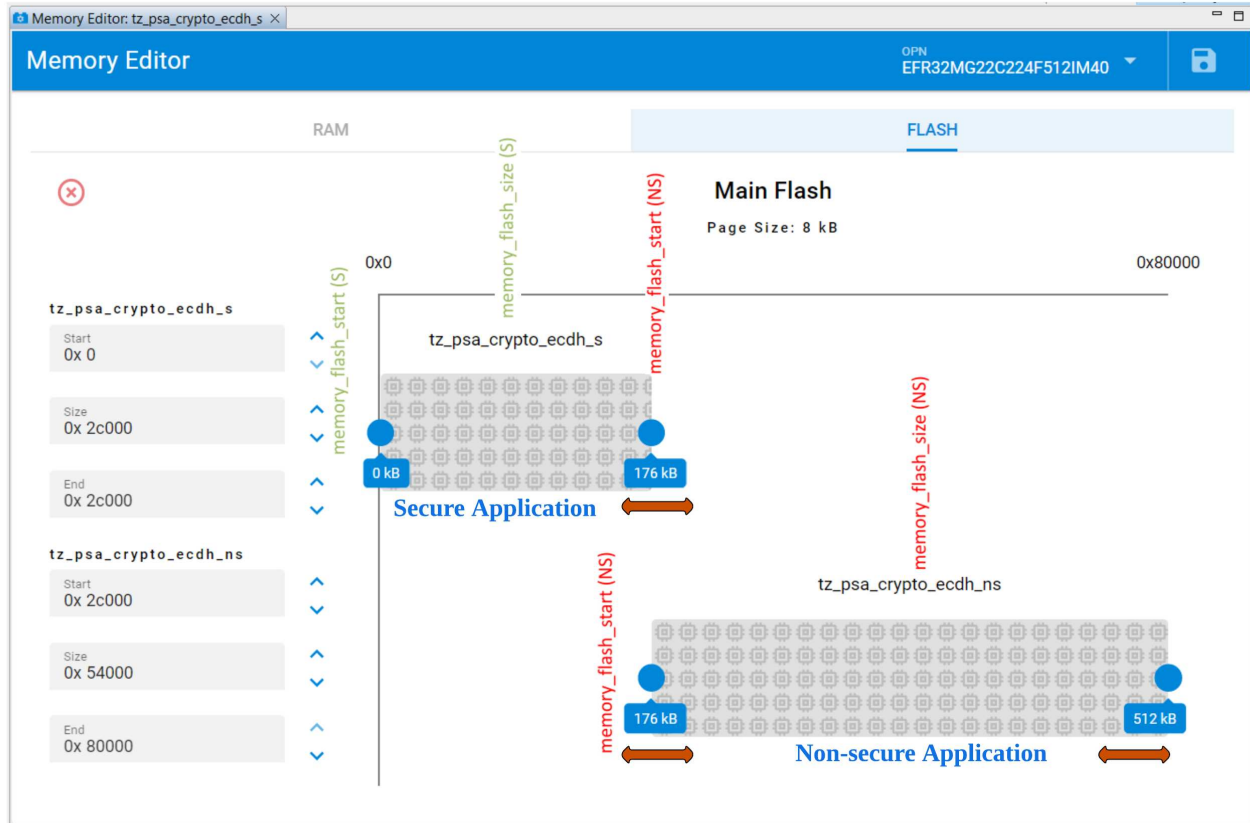 Memory Editor: tz_psa_crypto_ecdh_s
Memory Editor
OPN
EFR32MG22C224F512IM40
RAM
FLASH
Main Flash
Page Size: 8 kB
0x0
0x80000
memory_flash_start (S)
memory_flash_size (S)
memory_flash_start (NS)
tz_psa_crypto_ecdh_s
Start
0x 0
Size
0x 2c000
End
0x 2c000
tz_psa_crypto_ecdh_s
0 kB
176 kB
Secure Application
tz_psa_crypto_ecdh_ns
Start
0x 2c000
Size
0x 54000
End
0x 80000
memory_flash_start (NS)
memory_flash_size (NS)
tz_psa_crypto_ecdh_ns
176 kB
512 kB
Non-secure Application